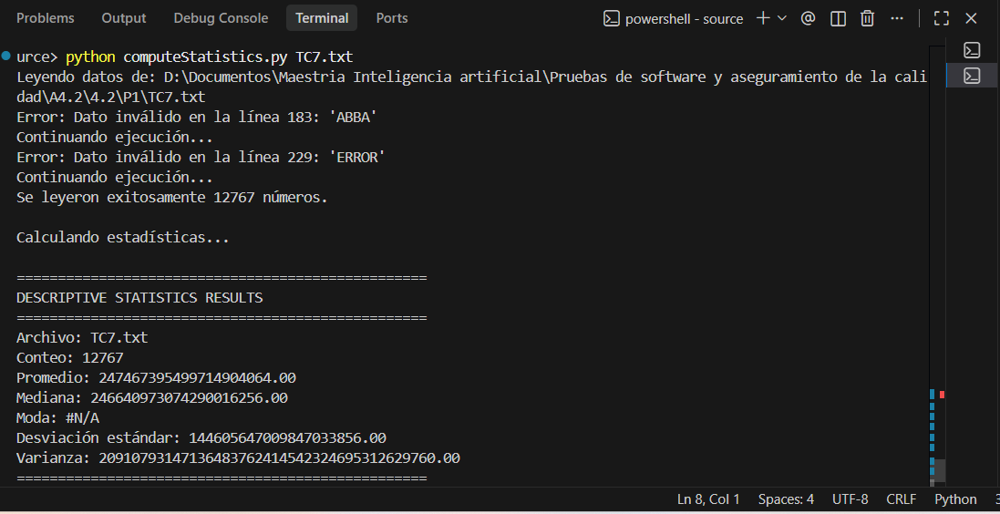 Problems Output Debug Console Terminal Ports powershell - source
urce> python computeStatistics.py TC7.txt
Leyendo datos de: D:\Documentos\Maestria Inteligencia artificial\Pruebas de software y aseguramiento de la cali
dad\A4.2\4.2\P1\TC7.txt
Error: Dato inválido en la línea 183: 'ABBA'
Continuando ejecución...
Error: Dato inválido en la línea 229: 'ERROR'
Continuando ejecución...
Se leyeron exitosamente 12767 números.
Calculando estadísticas...
==================================================
DESCRIPTIVE STATISTICS RESULTS
==================================================
Archivo: TC7.txt
Conteo: 12767
Promedio: 247467395499714904064.00
Mediana: 246640973074290016256.00
Moda: #N/A
Desviación estándar: 144605647009847033856.00
Varianza: 20910793147136483762414542324695312629760.00
==================================================
Ln 8, Col 1 Spaces: 4 UTF-8 CRLF Python